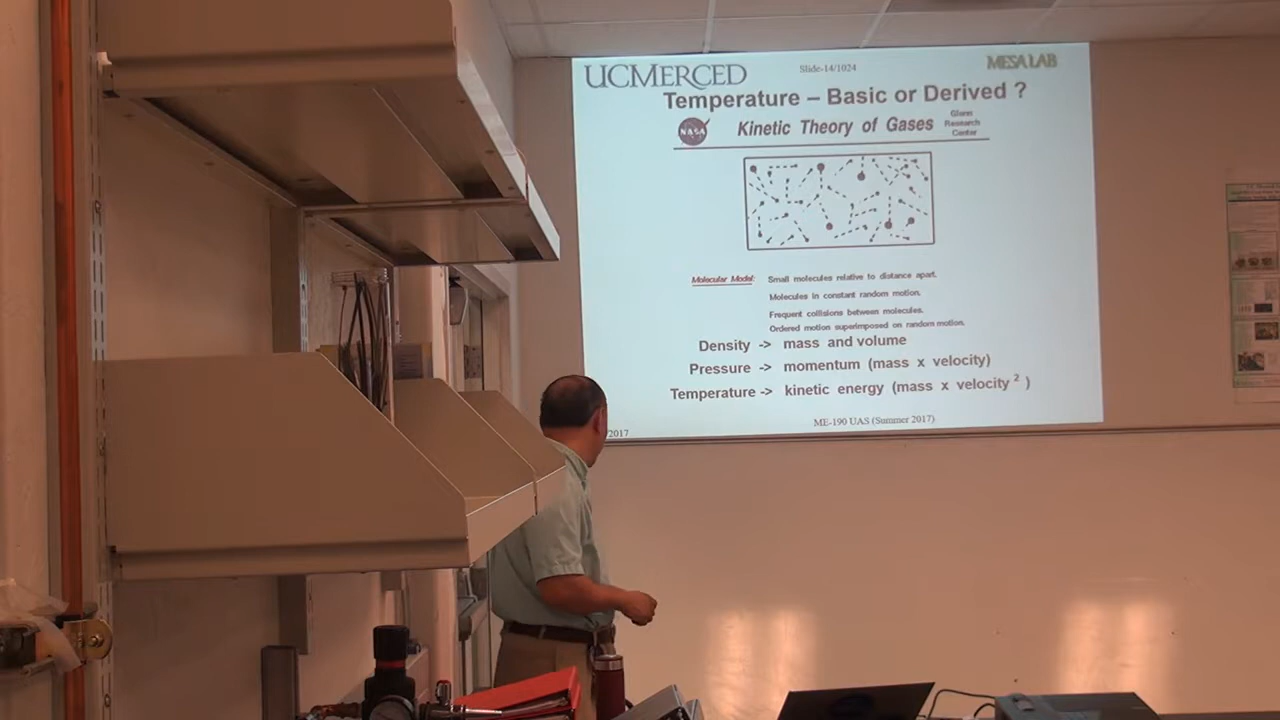 UCMERCED
Slide-14/1024
MESA LAB
Temperature – Basic or Derived ?
NASA
Kinetic Theory of Gases
Glenn
Research
Center
Molecular Model:
Small molecules relative to distance apart.
Molecules in constant random motion.
Frequent collisions between molecules.
Ordered motion superimposed on random motion.
Density -> mass and volume
Pressure -> momentum (mass x velocity)
Temperature -> kinetic energy (mass x velocity 2 )
/2017
ME-190 UAS (Summer 2017)